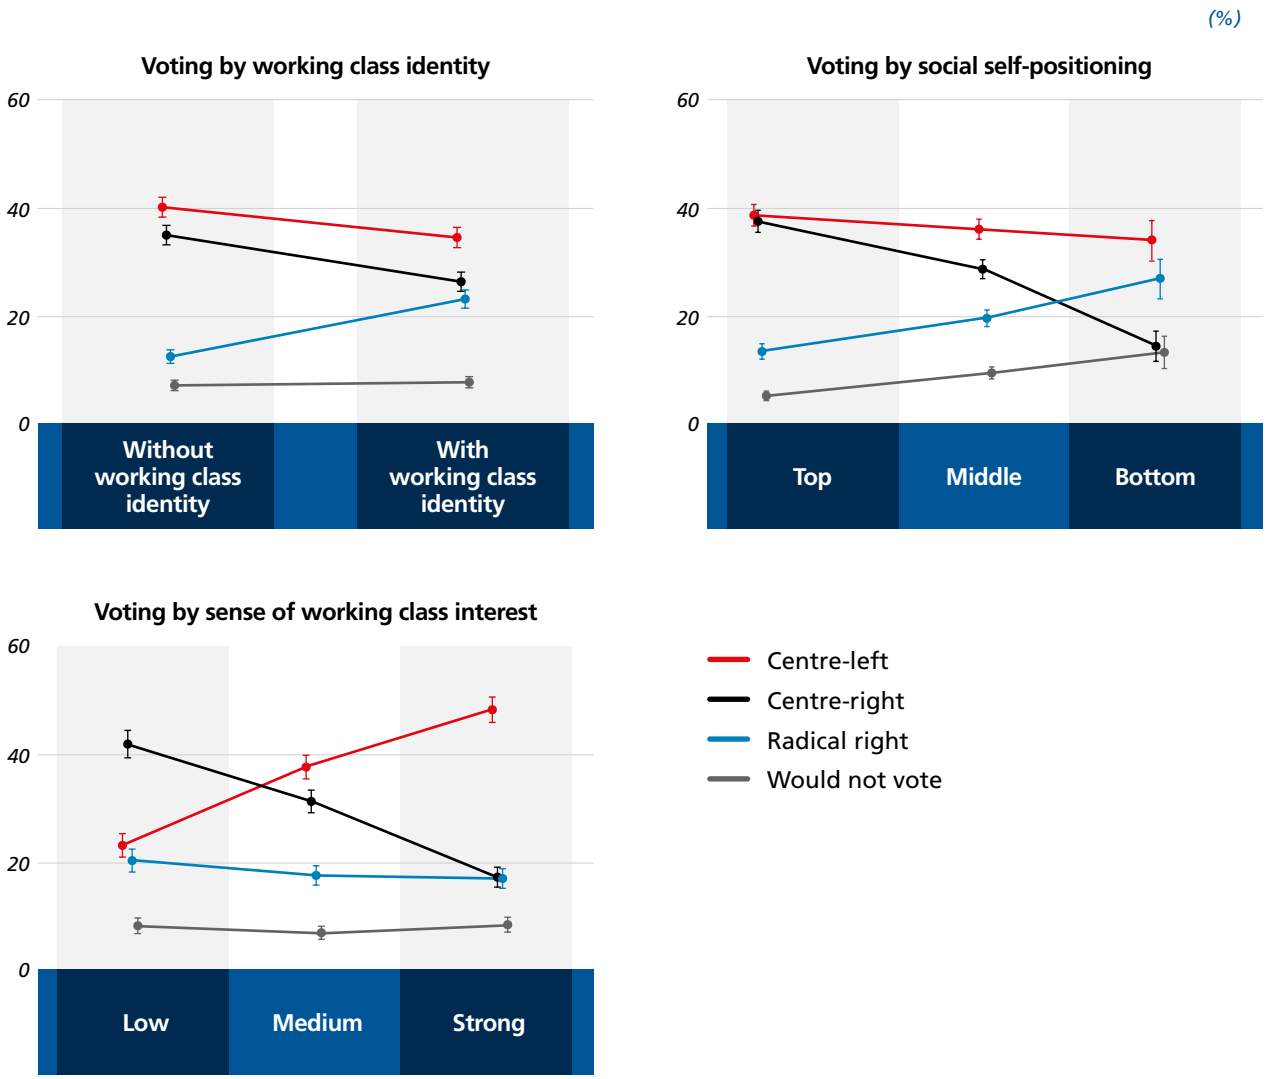 (%)
Voting by working class identity
60
40
20
0
Without
working class
identity
With
working class
identity
Voting by social self-positioning
60
40
20
0
Top
Middle
Bottom
Voting by sense of working class interest
60
40
20
0
Low
Medium
Strong
Centre-left
Centre-right
Radical right
Would not vote